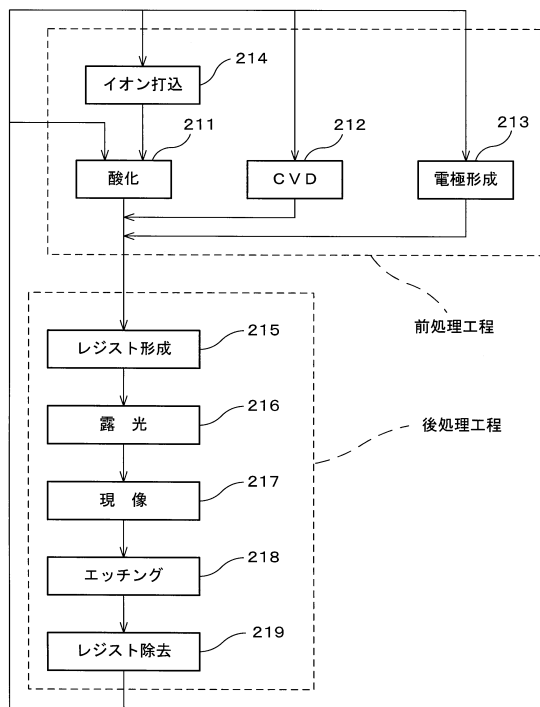 214
イオン打込
211
212
213
酸化
CVD
電極形成
前処理工程
215
レジスト形成
216
露 光
後処理工程
217
現 像
218
エッチング
219
レジスト除去